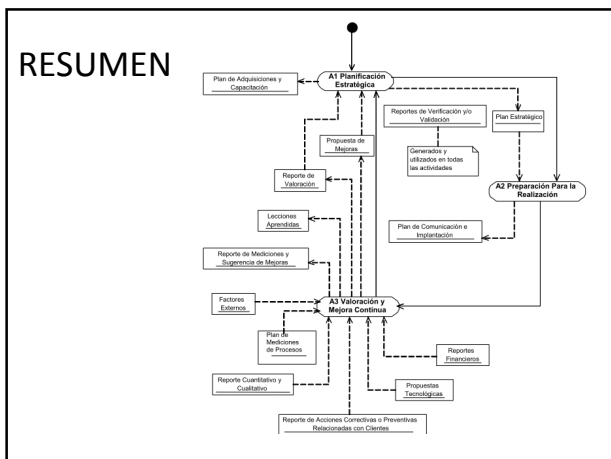 RESUMEN
A1 Planificación
Estratégica
Plan de Adquisiciones y
Capacitación
Reportes de Verificación y/o
Validación
Plan Estratégico
Propuesta de
Mejoras
Generados y
utilizados en todas
las actividades
Reporte de
Valoración
A2 Preparación Para la
Realización
Lecciones
Aprendidas
Plan de Comunicación e
Implantación
Reporte de Mediciones y
Sugerencia de Mejoras
Factores
Externos
A3 Valoración y
Mejora Continua
Plan de
Mediciones
de Procesos
Reportes
Financieros
Reporte Cuantitativo y
Cualitativo
Propuestas
Tecnológicas
Reporte de Acciones Correctivas o Preventivas
Relacionadas con Clientes